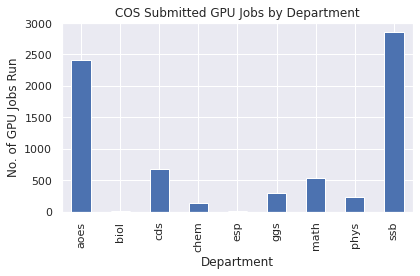 COS Submitted GPU Jobs by Department
No. of GPU Jobs Run
3000
2500
2000
1500
1000
500
0
aoes
biol
cds
chem
esp
ggs
math
phys
ssb
Department